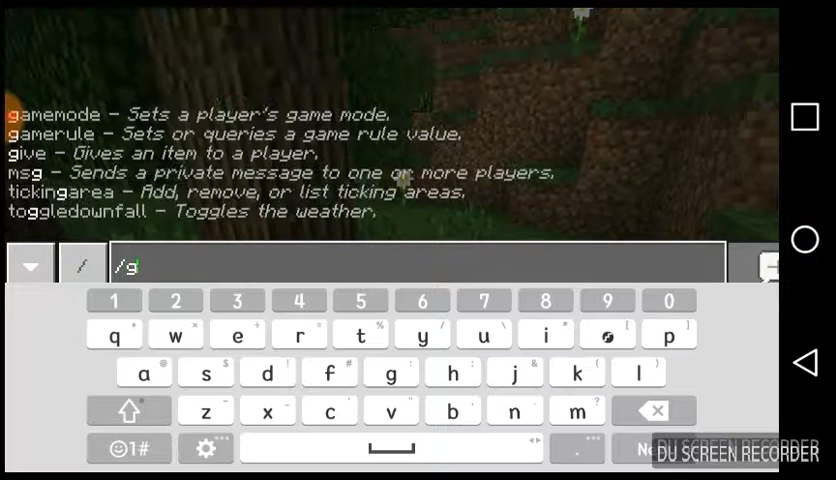 gamemode – Sets a player's game mode.
gamerule – Sets or queries a game rule value.
give – Gives an item to a player.
msg – Sends a private message to one or more players.
tickingarea – Add, remove, or list ticking areas.
toggledownfall – Toggles the weather.
/ /g
1 2 3 4 5 6 7 8 9 0
q w e r t y u i p
a s d f g h j k l
z x c v b n m
☺1# . 
DU SCREEN RECORDER